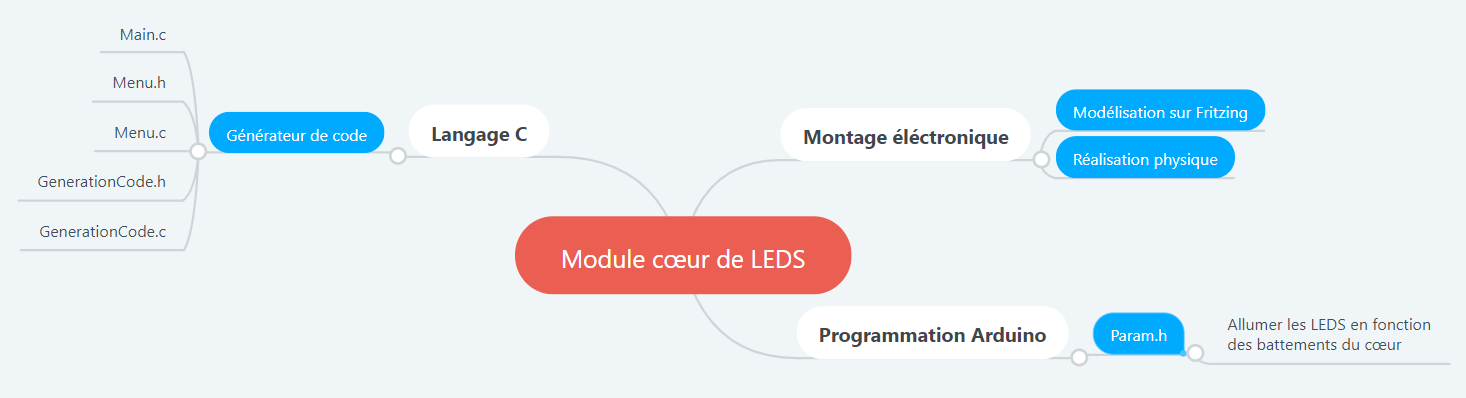 Main.c
Menu.h
Menu.c
GenerationCode.h
GenerationCode.c
Générateur de code
Langage C
Module cœur de LEDS
Montage éléctronique
Modélisation sur Fritzing
Réalisation physique
Programmation Arduino
Param.h
Allumer les LEDS en fonction
des battements du cœur